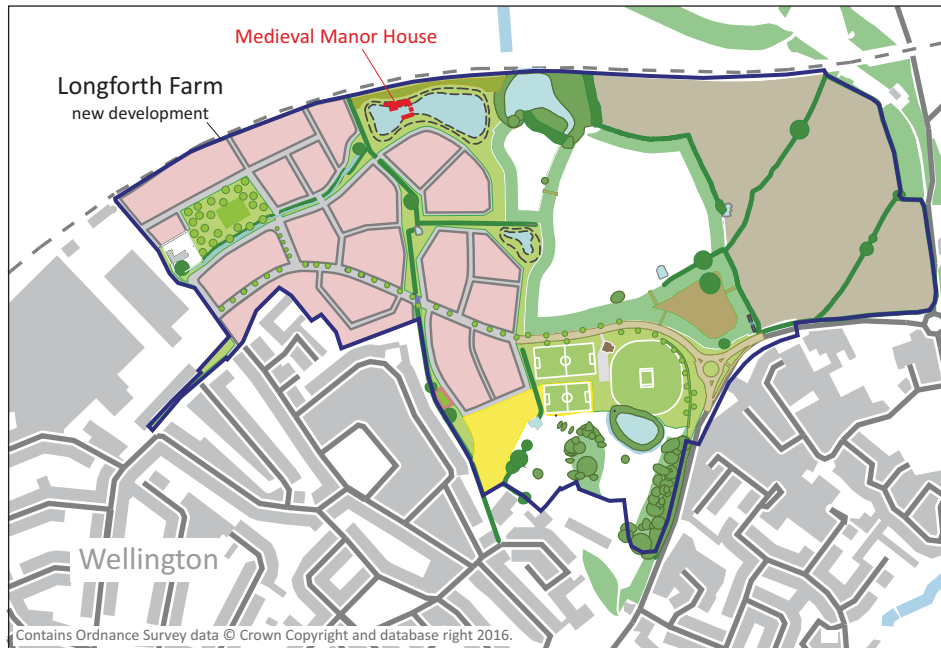 Medieval Manor House
Longforth Farm
new development
Wellington
Contains Ordnance Survey data © Crown Copyright and database right 2016.